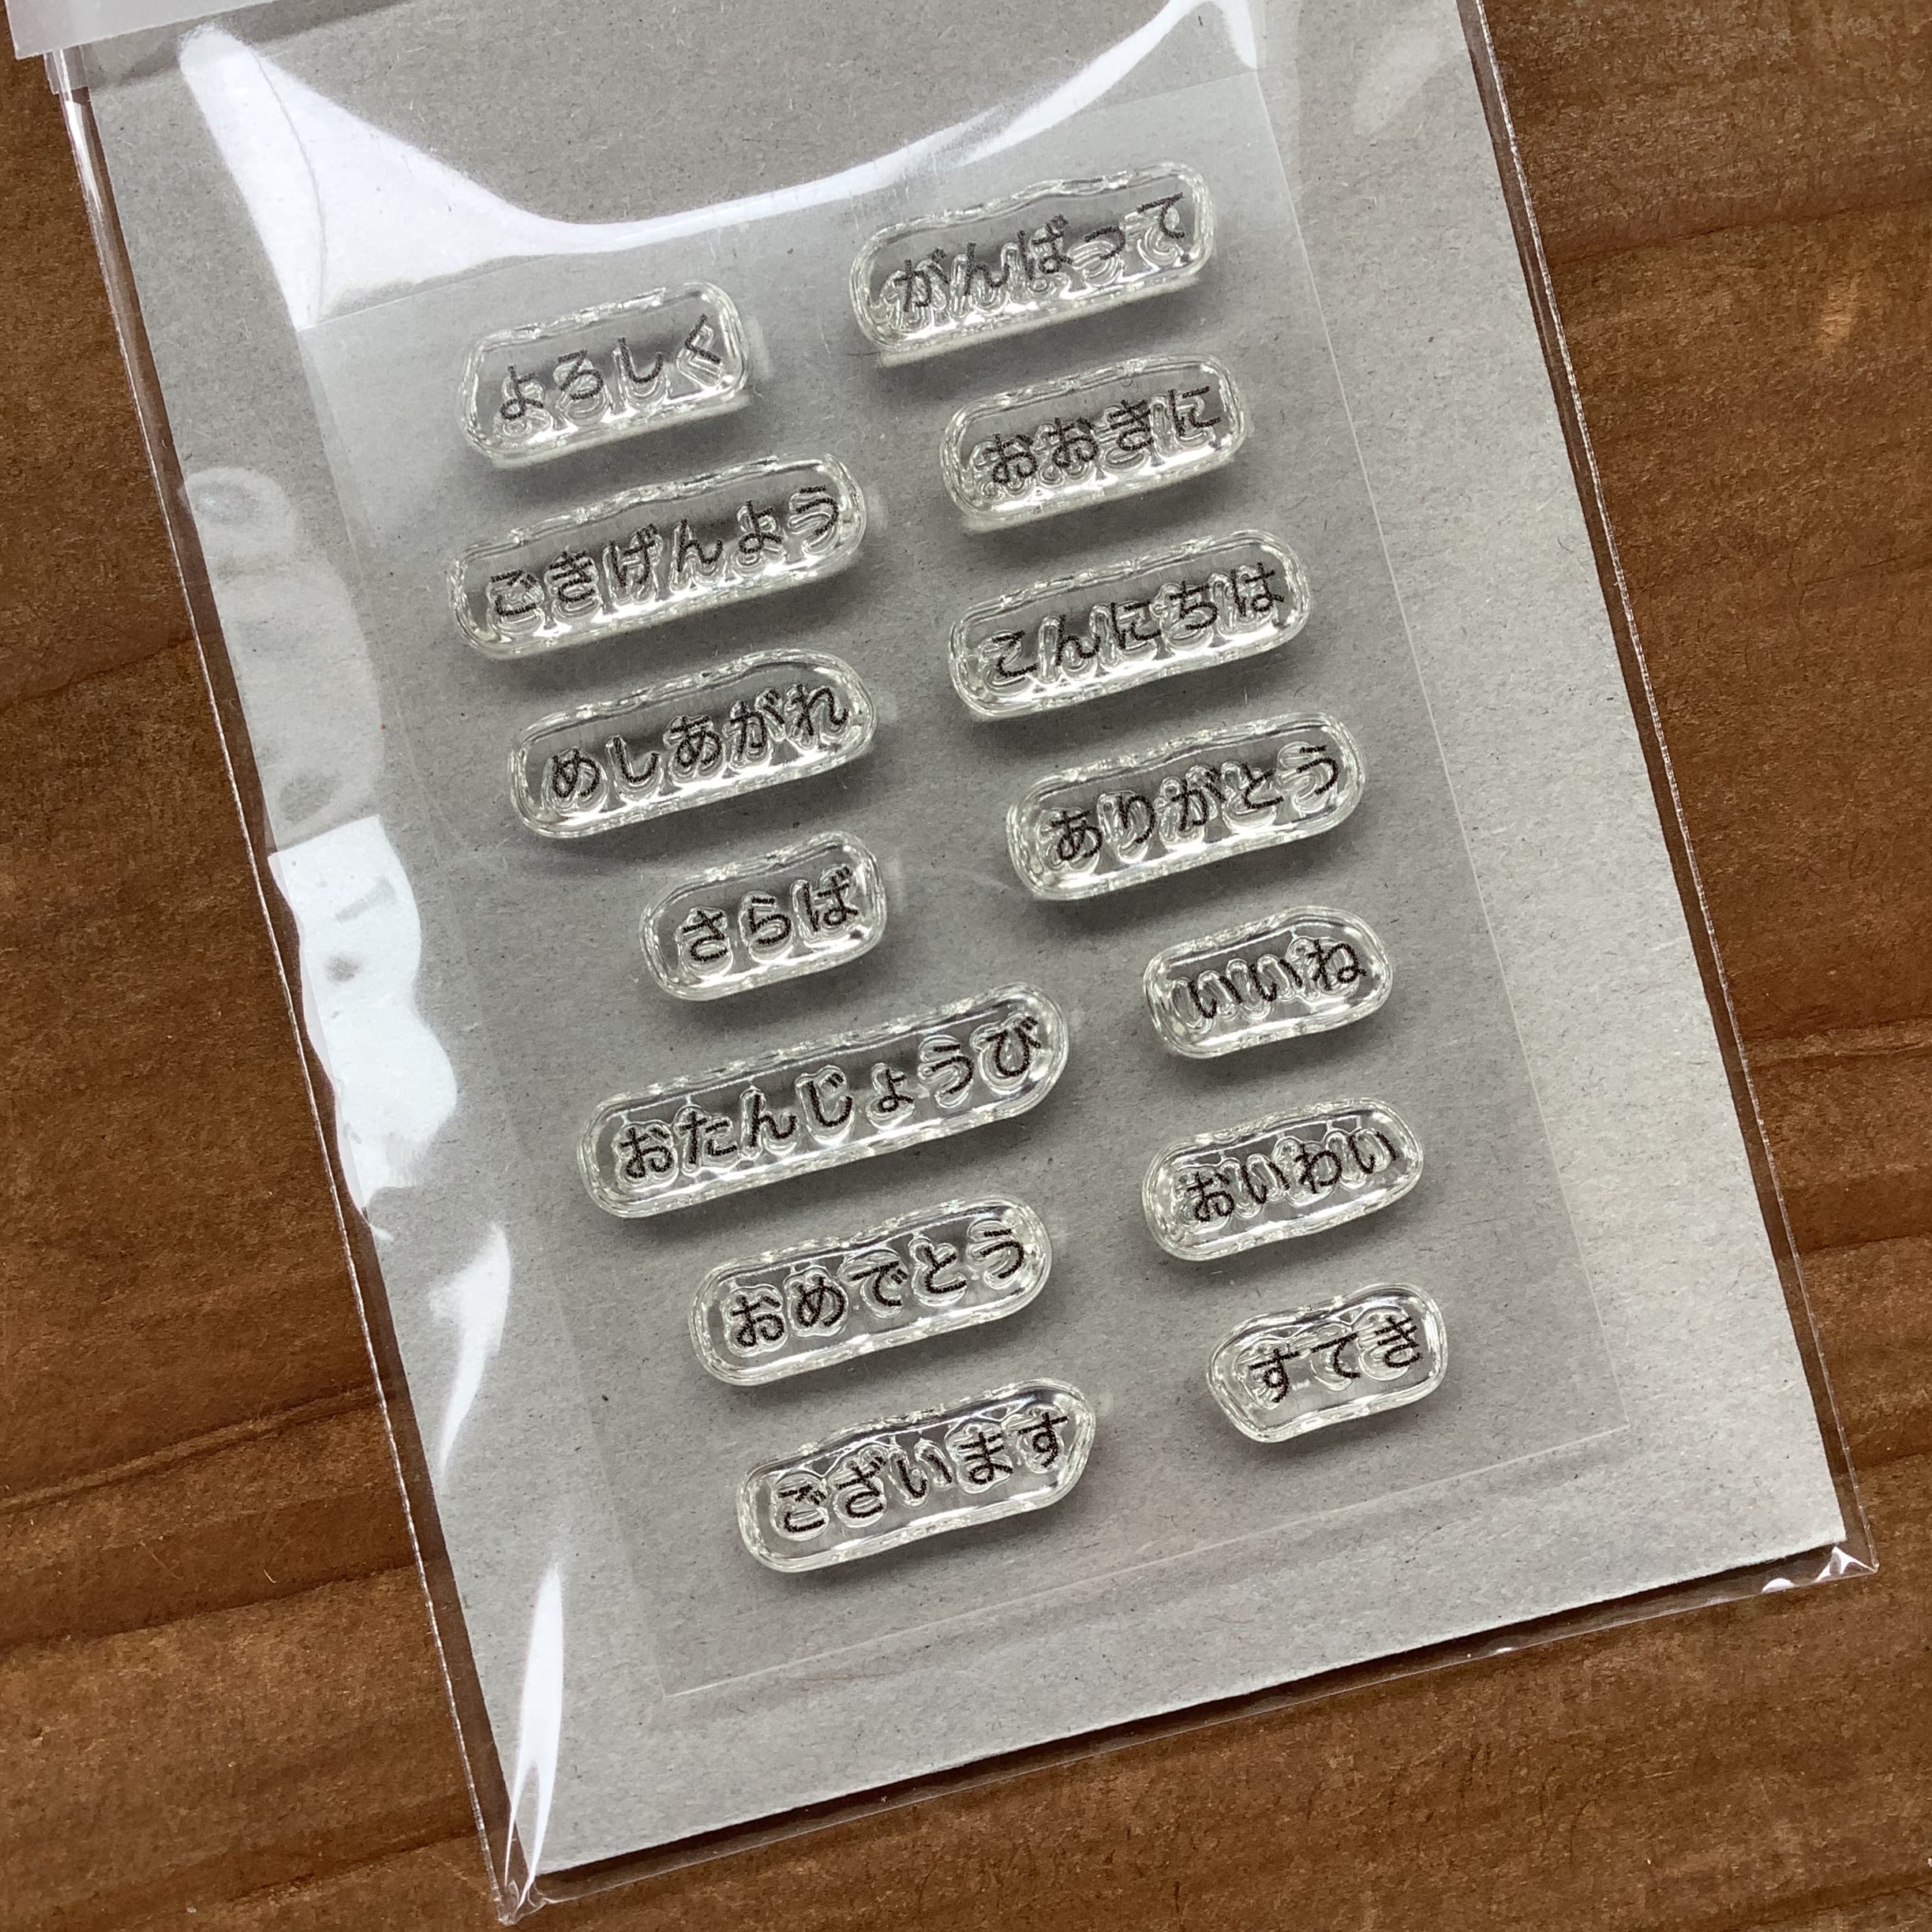 よろしく
ごきげんよう
めしあがれ
さらば
おたんじょうび
おめでとう
ございます
がんばって
おおきに
こんにちは
ありがとう
いいね
おいわい
すてき